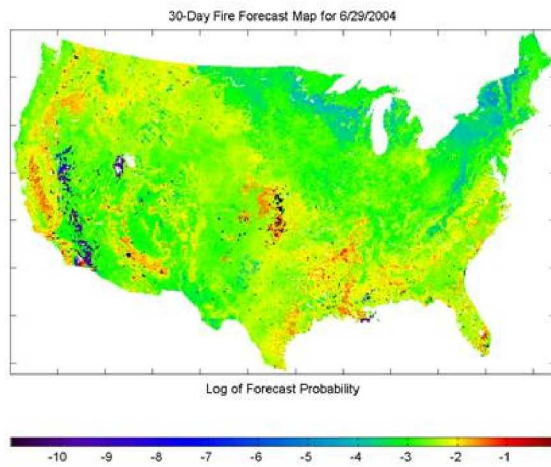 30-Day Fire Forecast Map for 6/29/2004
Log of Forecast Probability
-10 -9 -8 -7 -6 -5 -4 -3 -2 -1